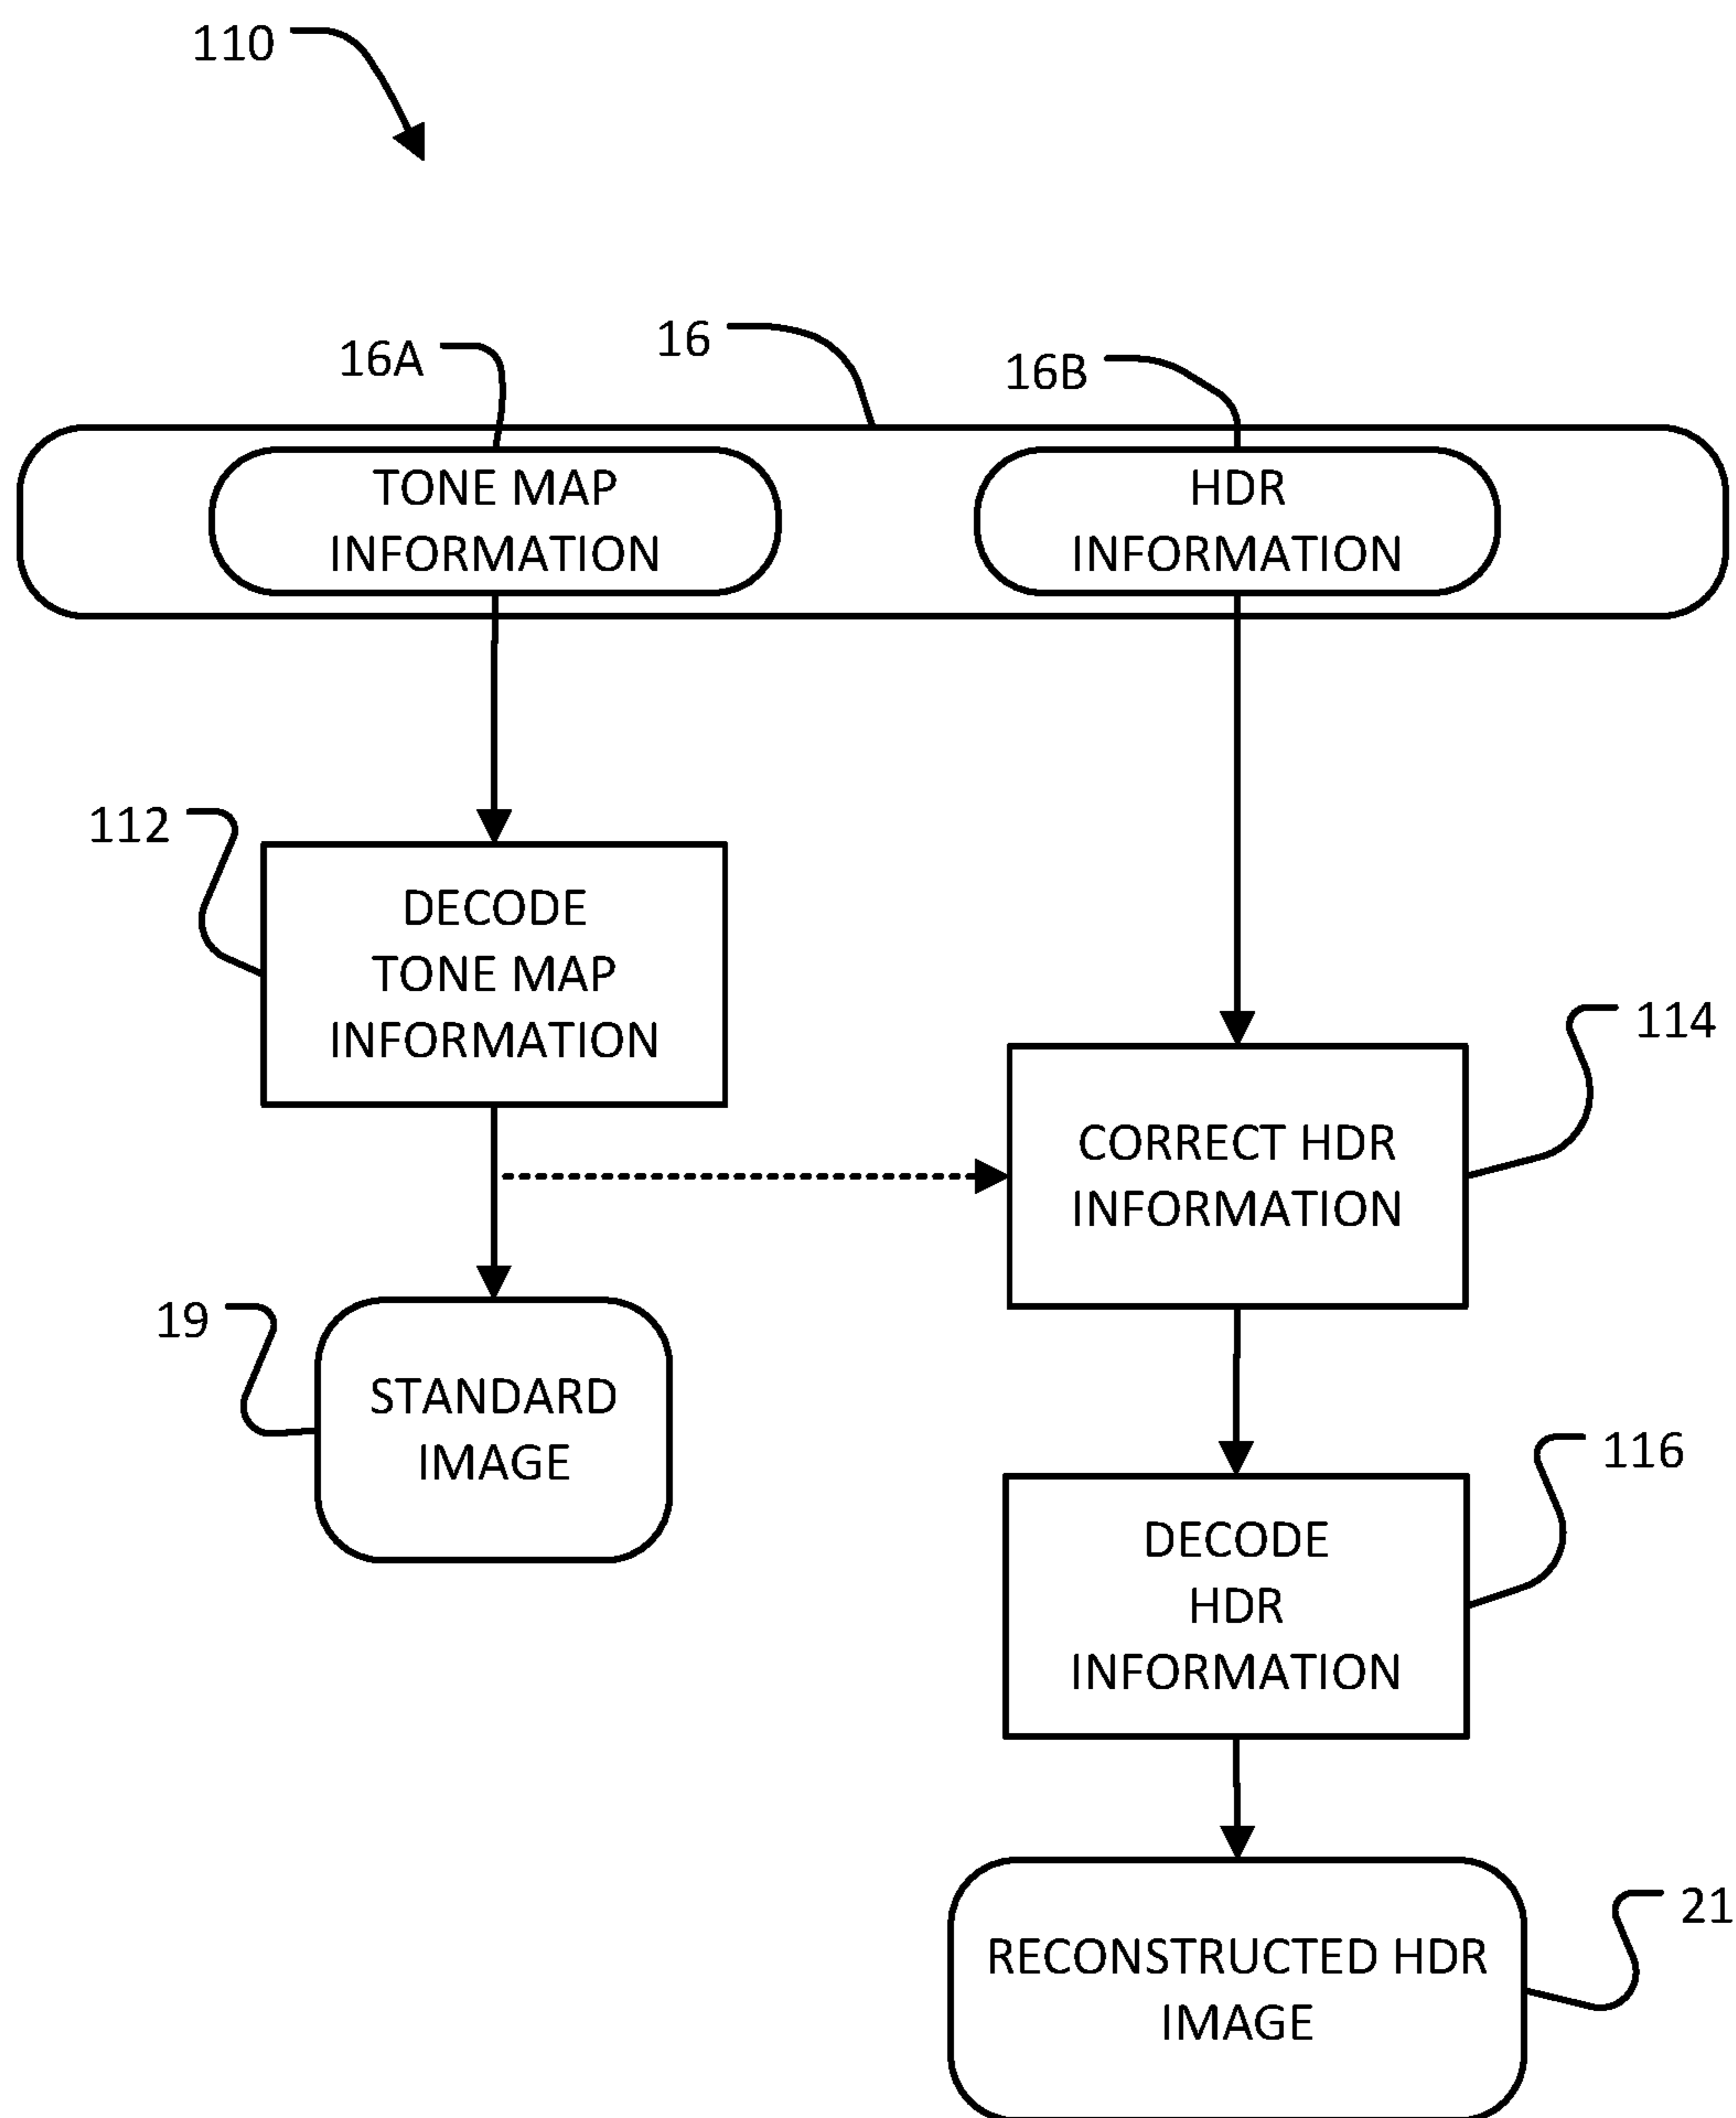 110
16
16A
16B
TONE MAP
INFORMATION
HDR
INFORMATION
112
DECODE
TONE MAP
INFORMATION
114
CORRECT HDR
INFORMATION
19
STANDARD
IMAGE
116
DECODE
HDR
INFORMATION
21
RECONSTRUCTED HDR
IMAGE